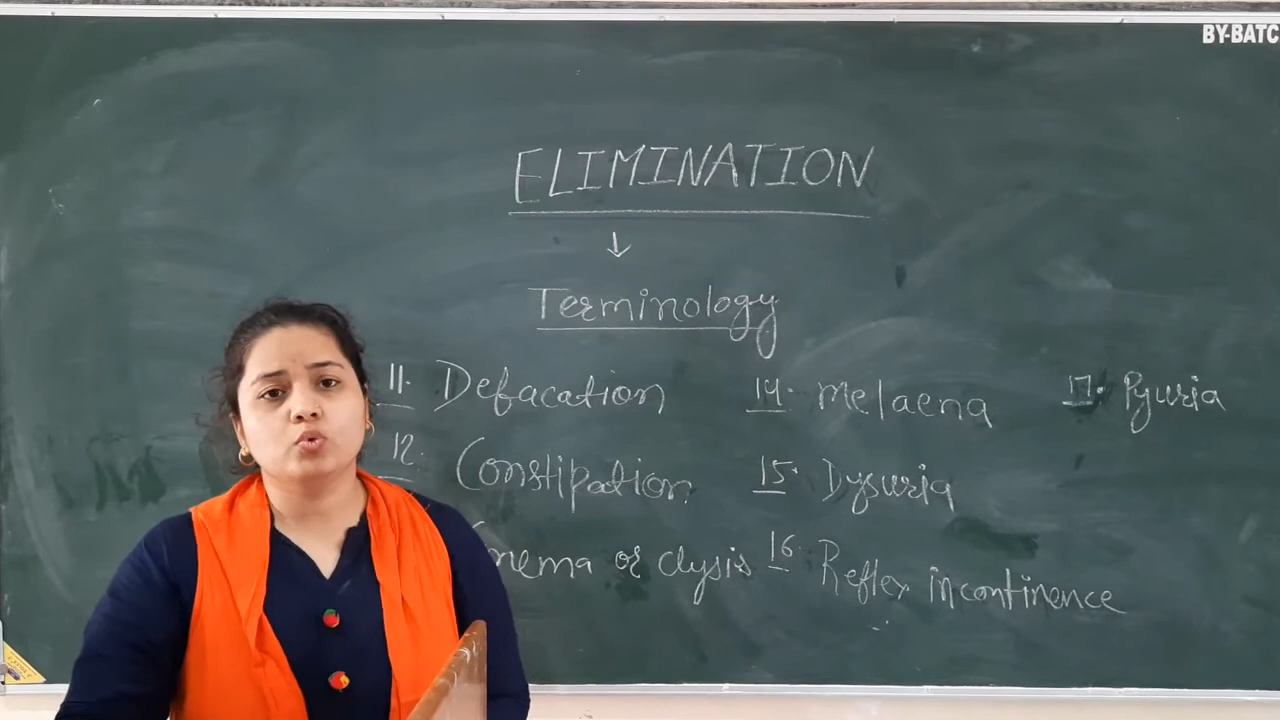 BY-BATC
ELIMINATION
↓
Terminology
11. Defacation
12. Constipation
nema or clysis
14. Melaena
15. Dysuria
16. Reflex incontinence
17. Pyuria